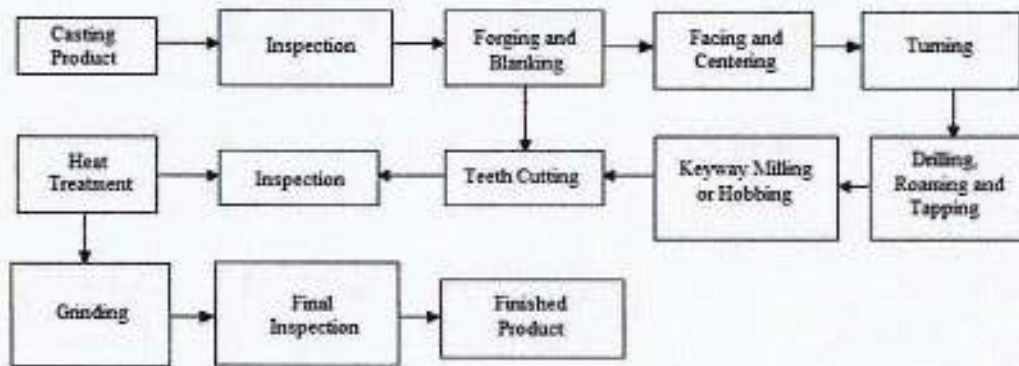 Casting
Product
Inspection
Forging and
Blanking
Facing and
Centering
Turning
Heat
Treatment
Inspection
Teeth Cutting
Keyway Milling
or Hobbing
Drilling,
Roaming and
Tapping
Grinding
Final
Inspection
Finished
Product